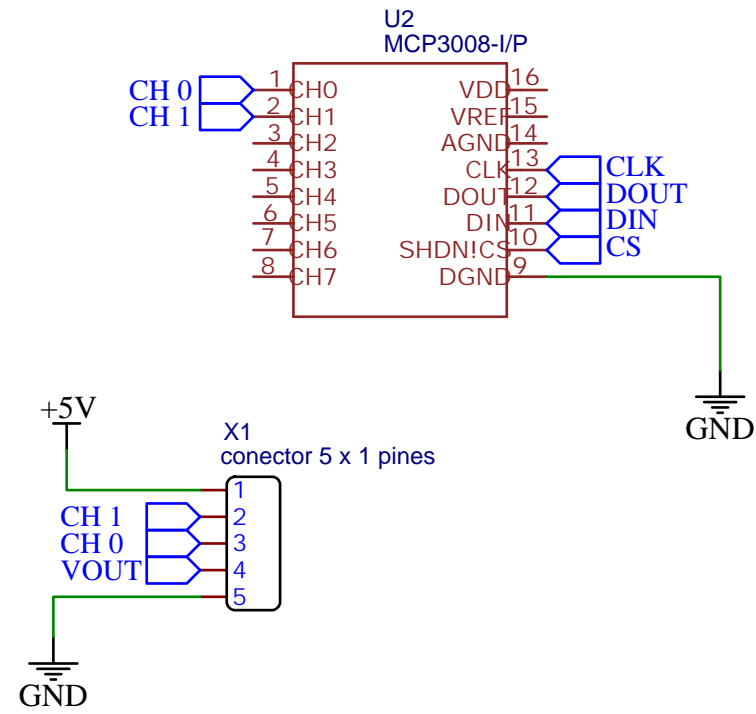 U2
MCP3008-I/P
CH 0 1 CH0 VDD 16
CH 1 2 CH1 VREF 15
3 CH2 AGND 14
4 CH3 CLK 13 CLK
5 CH4 DOUT 12 DOUT
6 CH5 DIN 11 DIN
7 CH6 SHDN!CS 10 CS
8 CH7 DGND 9
GND
+5V
X1
conector 5 x 1 pines
1
CH 1 2
CH 0 3
VOUT 4
5
GND